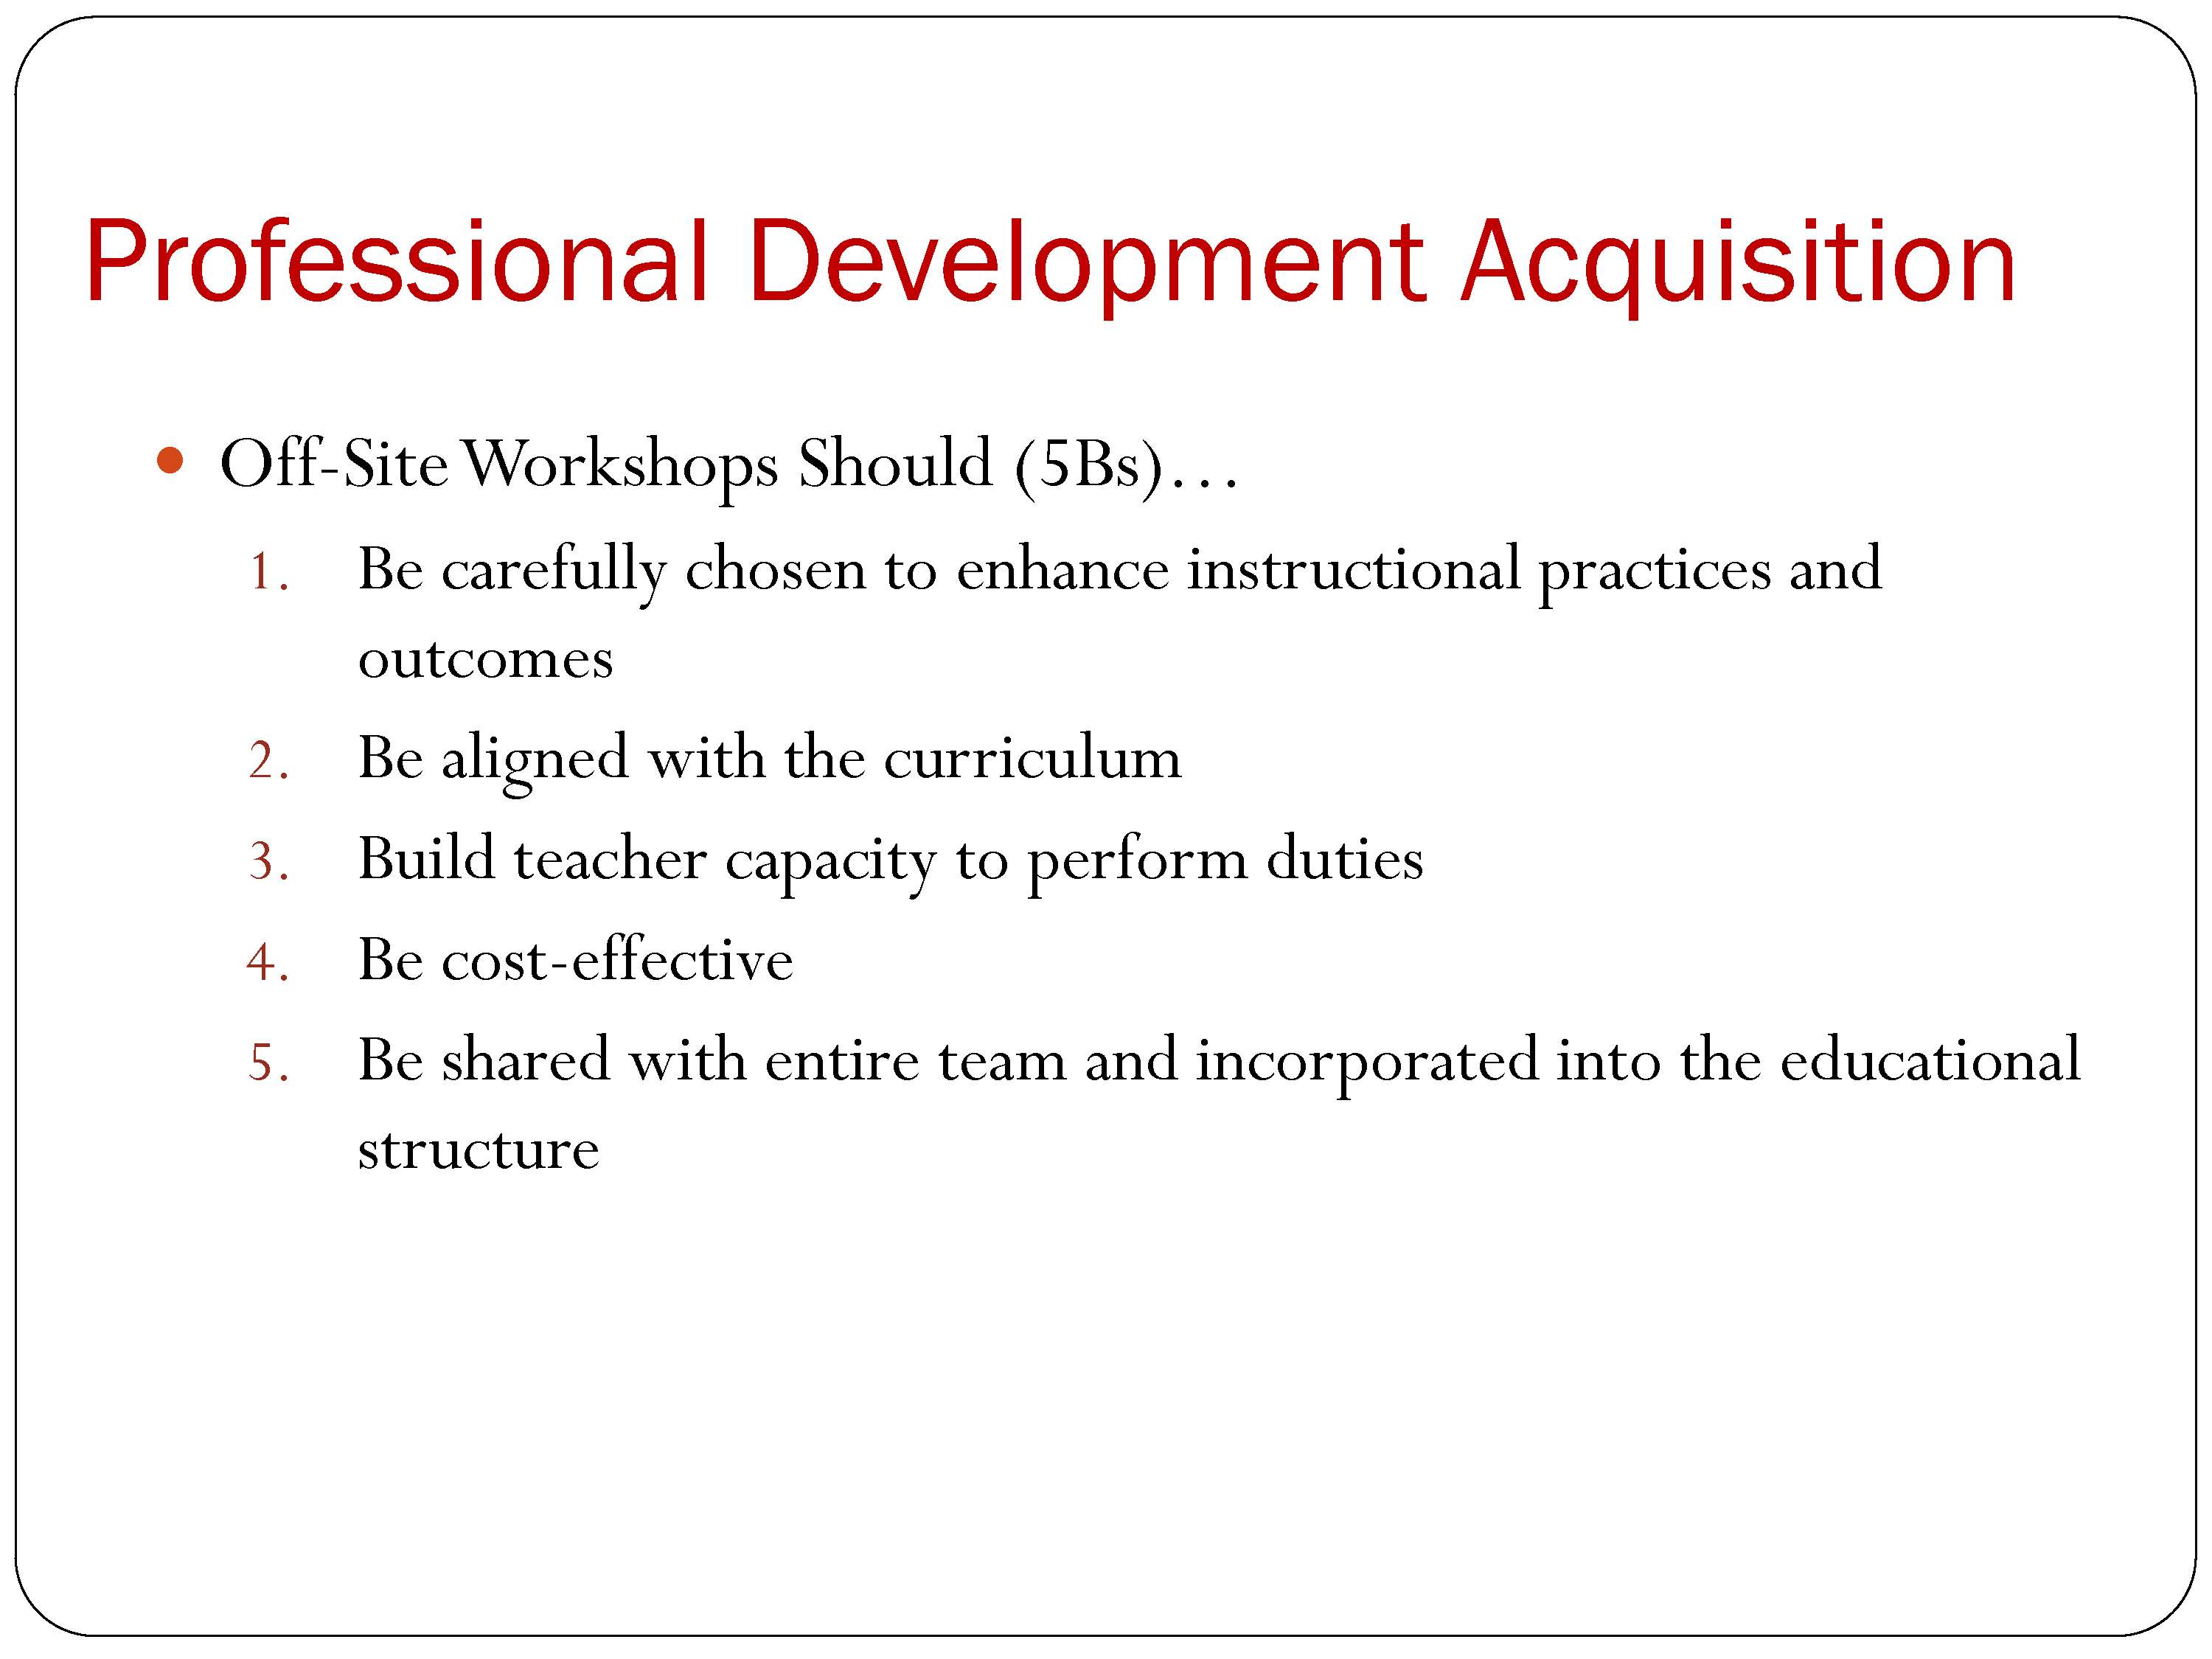 Professional Development Acquisition
• Off-Site Workshops Should (5Bs)…
1. Be carefully chosen to enhance instructional practices and
outcomes
2. Be aligned with the curriculum
3. Build teacher capacity to perform duties
4. Be cost-effective
5. Be shared with entire team and incorporated into the educational
structure